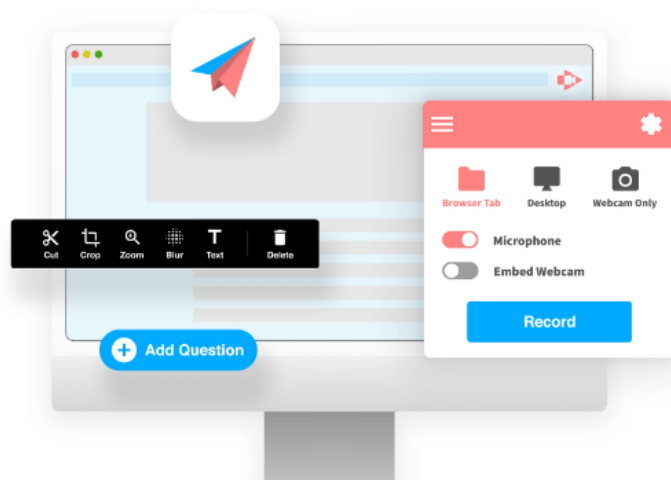 Browser Tab Desktop Webcam Only
Microphone
Embed Webcam
Record
Cut Crop Zoom Blur Text Delete
Add Question